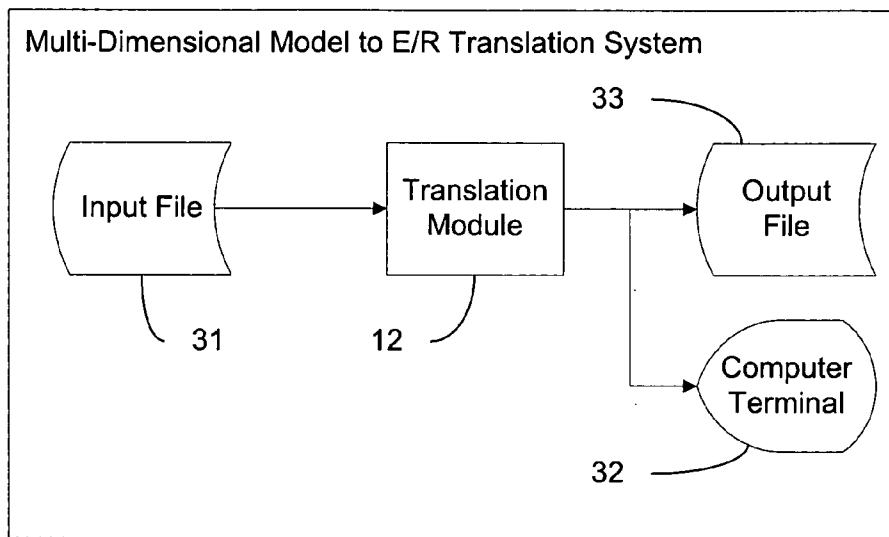 Multi-Dimensional Model to E/R Translation System
33
Input File
Translation
Module
Output
File
31
12
Computer
Terminal
32